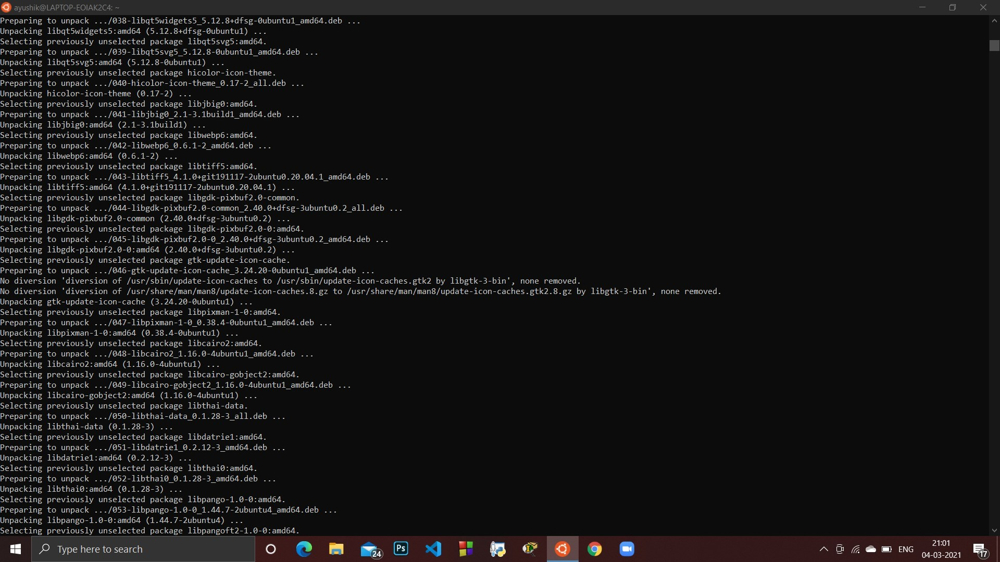 ayushik@LAPTOP-EOIAK2C4: ~
Preparing to unpack .../038-libqt5widgets5_5.12.8+dfsg-0ubuntu1_amd64.deb ...
Unpacking libqt5widgets5:amd64 (5.12.8+dfsg-0ubuntu1) ...
Selecting previously unselected package libqt5svg5:amd64.
Preparing to unpack .../039-libqt5svg5_5.12.8-0ubuntu1_amd64.deb ...
Unpacking libqt5svg5:amd64 (5.12.8-0ubuntu1) ...
Selecting previously unselected package hicolor-icon-theme.
Preparing to unpack .../040-hicolor-icon-theme_0.17-2_all.deb ...
Unpacking hicolor-icon-theme (0.17-2) ...
Selecting previously unselected package libjbig0:amd64.
Preparing to unpack .../041-libjbig0_2.1-3.1build1_amd64.deb ...
Unpacking libjbig0:amd64 (2.1-3.1build1) ...
Selecting previously unselected package libwebp6:amd64.
Preparing to unpack .../042-libwebp6_0.6.1-2_amd64.deb ...
Unpacking libwebp6:amd64 (0.6.1-2) ...
Selecting previously unselected package libtiff5:amd64.
Preparing to unpack .../043-libtiff5_4.1.0+git191117-2ubuntu0.20.04.1_amd64.deb ...
Unpacking libtiff5:amd64 (4.1.0+git191117-2ubuntu0.20.04.1) ...
Selecting previously unselected package libgdk-pixbuf2.0-common.
Preparing to unpack .../044-libgdk-pixbuf2.0-common_2.40.0+dfsg-3ubuntu0.2_all.deb ...
Unpacking libgdk-pixbuf2.0-common (2.40.0+dfsg-3ubuntu0.2) ...
Selecting previously unselected package libgdk-pixbuf2.0-0:amd64.
Preparing to unpack .../045-libgdk-pixbuf2.0-0_2.40.0+dfsg-3ubuntu0.2_amd64.deb ...
Unpacking libgdk-pixbuf2.0-0:amd64 (2.40.0+dfsg-3ubuntu0.2) ...
Selecting previously unselected package gtk-update-icon-cache.
Preparing to unpack .../046-gtk-update-icon-cache_3.24.20-0ubuntu1_amd64.deb ...
No diversion 'diversion of /usr/sbin/update-icon-caches to /usr/sbin/update-icon-caches.gtk2 by libgtk-3-bin', none removed.
No diversion 'diversion of /usr/share/man/man8/update-icon-caches.8.gz to /usr/share/man/man8/update-icon-caches.gtk2.8.gz by libgtk-3-bin', none removed.
Unpacking gtk-update-icon-cache (3.24.20-0ubuntu1) ...
Selecting previously unselected package libpixman-1-0:amd64.
Preparing to unpack .../047-libpixman-1-0_0.38.4-0ubuntu1_amd64.deb ...
Unpacking libpixman-1-0:amd64 (0.38.4-0ubuntu1) ...
Selecting previously unselected package libcairo2:amd64.
Preparing to unpack .../048-libcairo2_1.16.0-4ubuntu1_amd64.deb ...
Unpacking libcairo2:amd64 (1.16.0-4ubuntu1) ...
Selecting previously unselected package libcairo-gobject2:amd64.
Preparing to unpack .../049-libcairo-gobject2_1.16.0-4ubuntu1_amd64.deb ...
Unpacking libcairo-gobject2:amd64 (1.16.0-4ubuntu1) ...
Selecting previously unselected package libthai-data.
Preparing to unpack .../050-libthai-data_0.1.28-3_all.deb ...
Unpacking libthai-data (0.1.28-3) ...
Selecting previously unselected package libdatrie1:amd64.
Preparing to unpack .../051-libdatrie1_0.2.12-3_amd64.deb ...
Unpacking libdatrie1:amd64 (0.2.12-3) ...
Selecting previously unselected package libthai0:amd64.
Preparing to unpack .../052-libthai0_0.1.28-3_amd64.deb ...
Unpacking libthai0:amd64 (0.1.28-3) ...
Selecting previously unselected package libpango-1.0-0:amd64.
Preparing to unpack .../053-libpango-1.0-0_1.44.7-2ubuntu4_amd64.deb ...
Unpacking libpango-1.0-0:amd64 (1.44.7-2ubuntu4) ...
Selecting previously unselected package libpangoft2-1.0-0:amd64.
Type here to search
24
Ps
ENG
21:01
04-03-2021
17